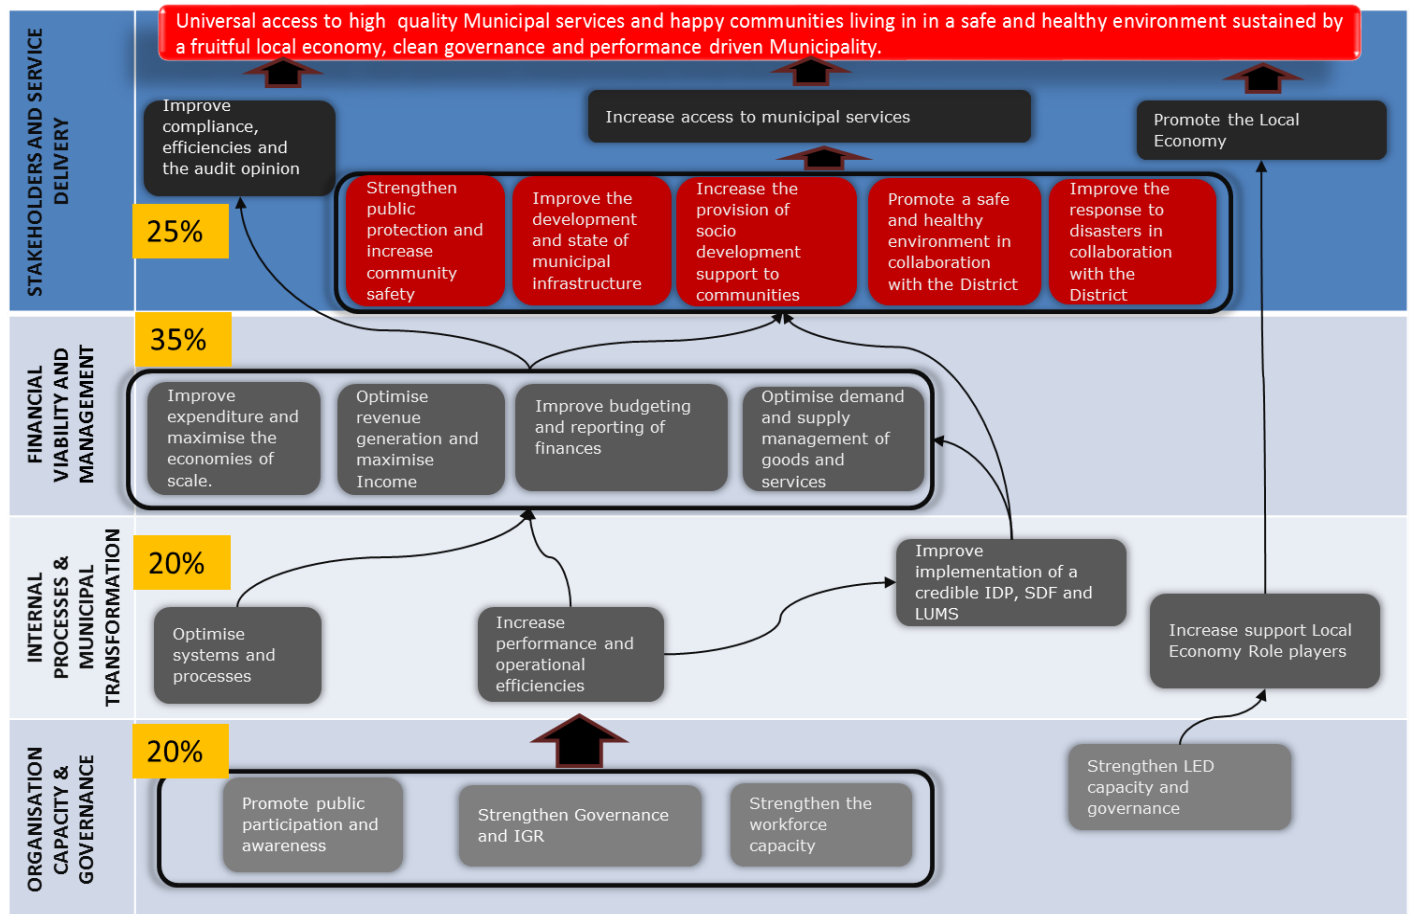 Universal access to high  quality Municipal services and happy communities living in in a safe and healthy environment sustained by
a fruitful local economy, clean governance and performance driven Municipality.
STAKEHOLDERS AND SERVICE
DELIVERY
25%
Improve
compliance,
efficiencies and
the audit opinion
Increase access to municipal services
Promote the Local
Economy
Strengthen
public
protection and
increase
community
safety
Improve the
development
and state of
municipal
infrastructure
Increase the
provision of
socio
development
support to
communities
Promote a safe
and healthy
environment in
collaboration
with the District
Improve the
response to
disasters in
collaboration
with the
District
FINANCIAL
VIABILITY AND
MANAGEMENT
35%
Improve
expenditure and
maximise the
economies of
scale.
Optimise
revenue
generation and
maximise
Income
Improve budgeting
and reporting of
finances
Optimise demand
and supply
management of
goods and
services
INTERNAL
PROCESSES &
MUNICIPAL
TRANSFORMATION
20%
Optimise
systems and
processes
Increase
performance and
operational
efficiencies
Improve
implementation of a
credible IDP, SDF and
LUMS
Increase support Local
Economy Role players
ORGANISATION
CAPACITY &
GOVERNANCE
20%
Promote public
participation and
awareness
Strengthen Governance
and IGR
Strengthen the
workforce
capacity
Strengthen LED
capacity and
governance